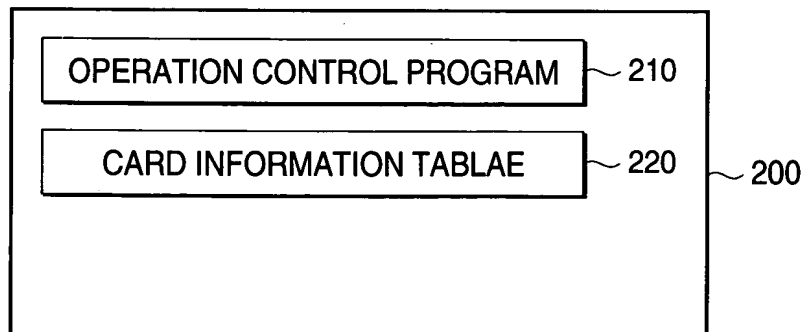 OPERATION CONTROL PROGRAM 210
CARD INFORMATION TABLAE 220
200